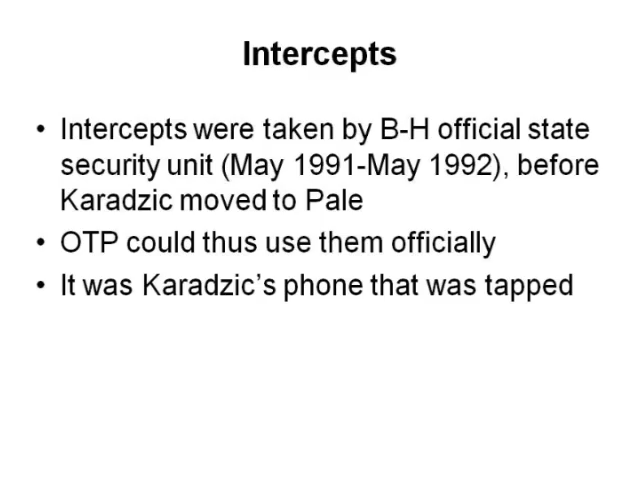 Intercepts
• Intercepts were taken by B-H official state
security unit (May 1991-May 1992), before
Karadzic moved to Pale
• OTP could thus use them officially
• It was Karadzic’s phone that was tapped